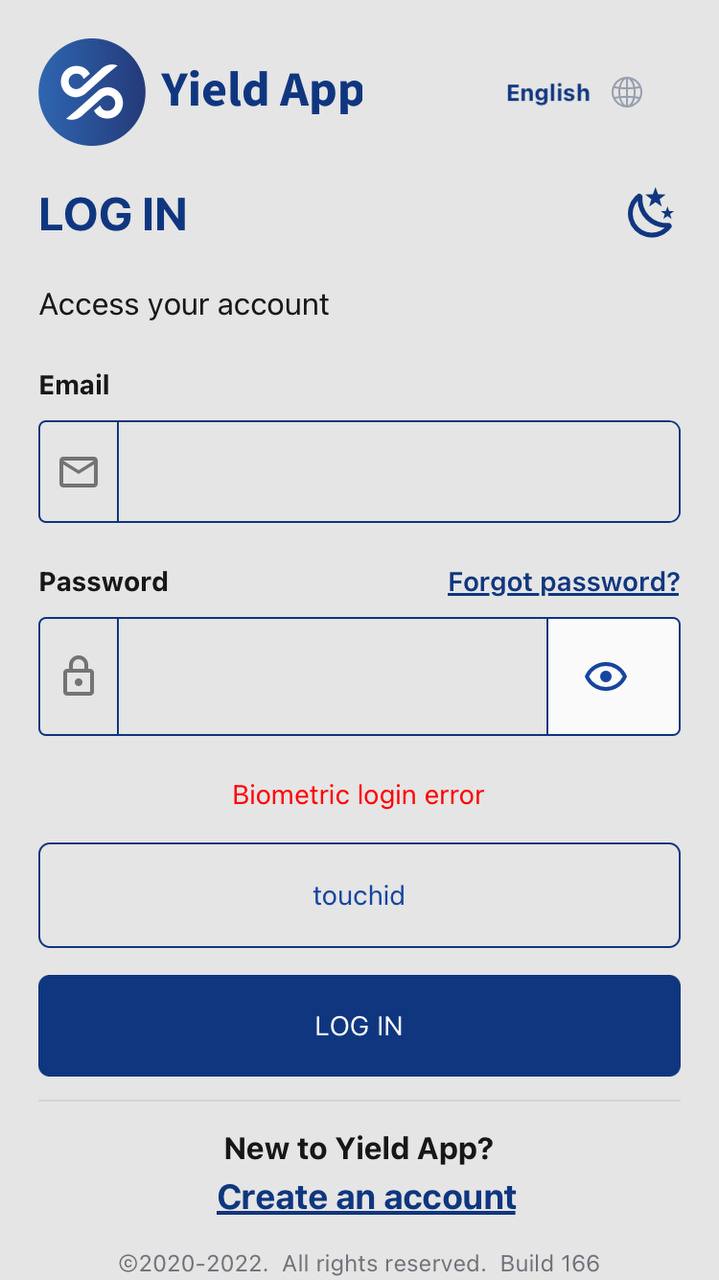 Yield App
English
LOG IN
Access your account
Email
Password
Forgot password?
Biometric login error
touchid
LOG IN
New to Yield App?
Create an account
©2020-2022. All rights reserved. Build 166